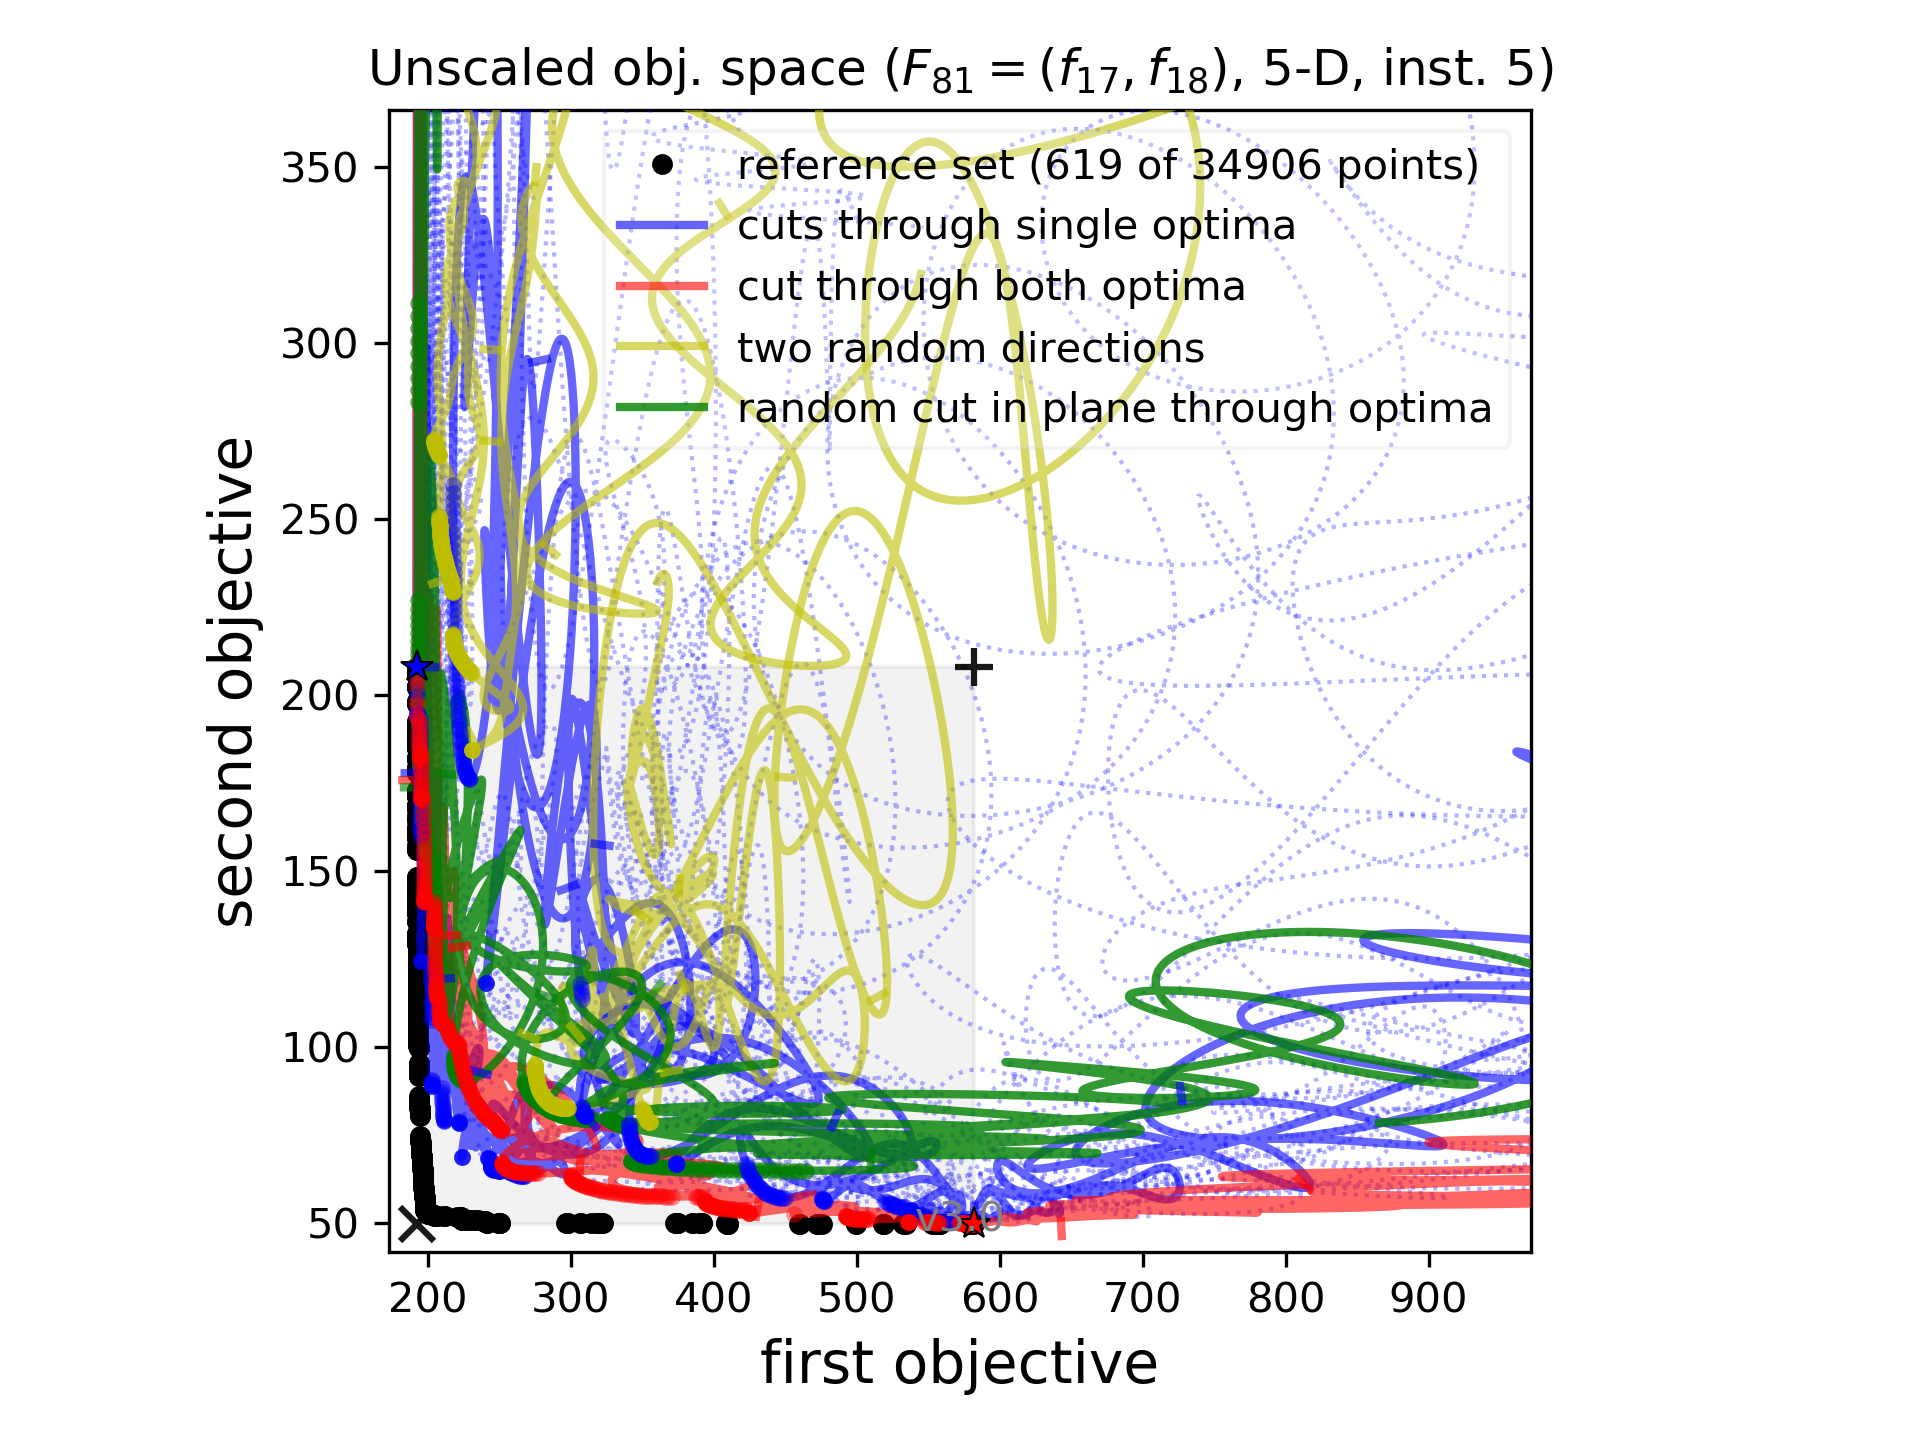 Unscaled obj. space (F81 = (f17, f18), 5-D, inst. 5)
reference set (619 of 34906 points)
cuts through single optima
cut through both optima
two random directions
random cut in plane through optima
350
300
250
200
150
100
50
second objective
v3.0
200 300 400 500 600 700 800 900
first objective